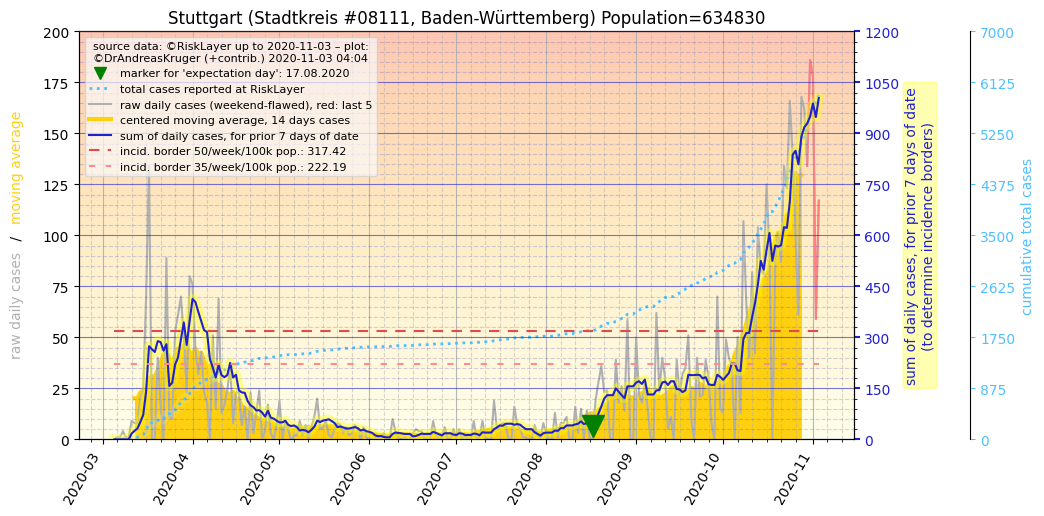 Stuttgart (Stadtkreis #08111, Baden-Württemberg) Population=634830
source data: ©RiskLayer up to 2020-11-03 – plot:
©DrAndreasKruger (+contrib.) 2020-11-03 04:04
marker for 'expectation day': 17.08.2020
total cases reported at RiskLayer
raw daily cases (weekend-flawed), red: last 5
centered moving average, 14 days cases
sum of daily cases, for prior 7 days of date
incid. border 50/week/100k pop.: 317.42
incid. border 35/week/100k pop.: 222.19
raw daily cases / moving average
200
175
150
125
100
75
50
25
0
1200
1050
900
750
600
450
300
150
0
sum of daily cases, for prior 7 days of date
(to determine incidence borders)
7000
6125
5250
4375
3500
2625
1750
875
0
cumulative total cases
2020-03
2020-04
2020-05
2020-06
2020-07
2020-08
2020-09
2020-10
2020-11